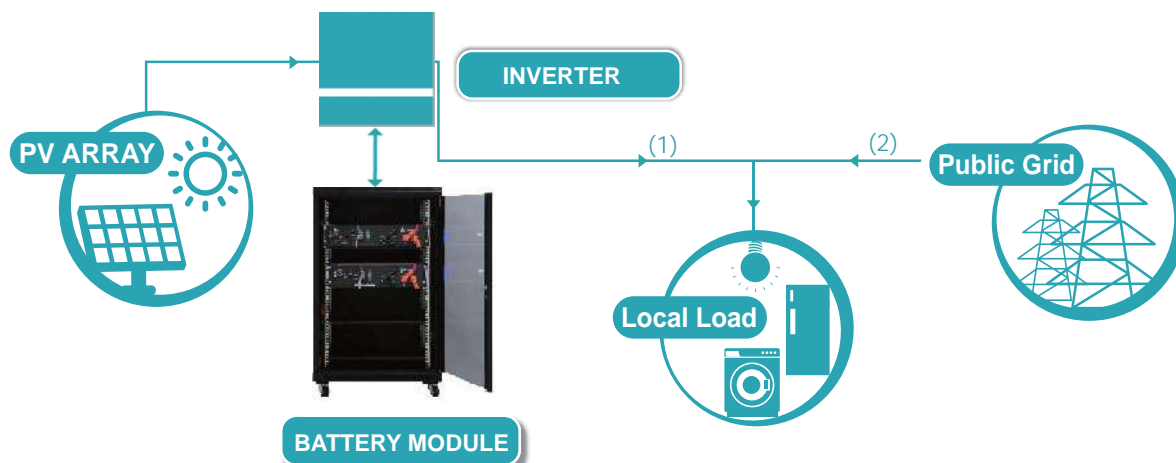 INVERTER
PV ARRAY
(1)
(2)
Public Grid
Local Load
BATTERY MODULE